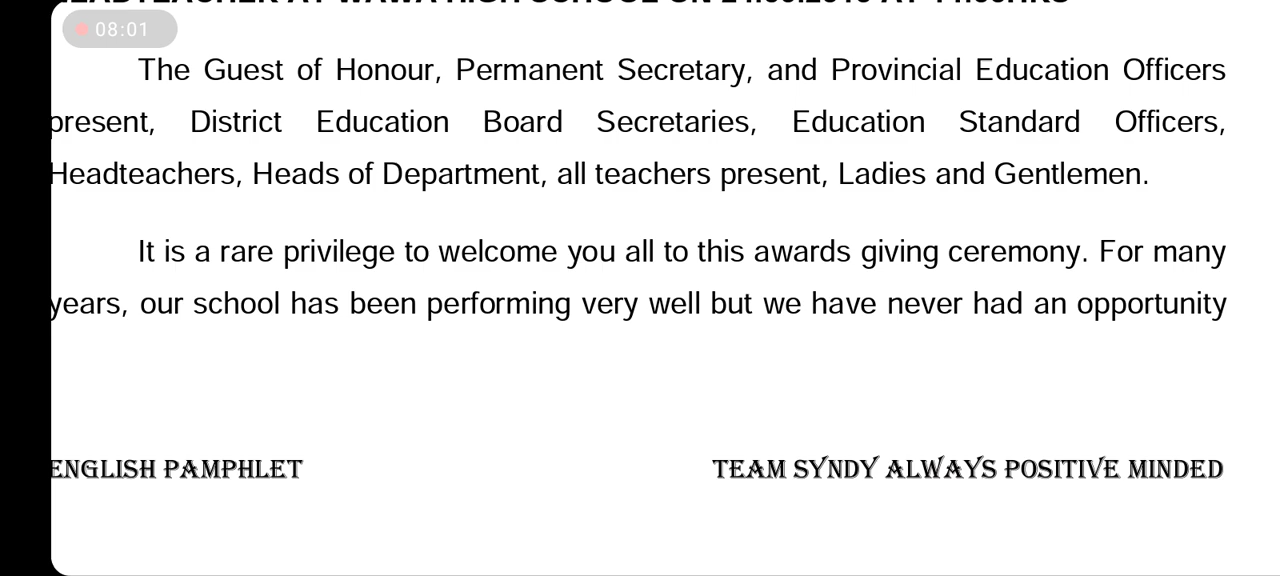 08:01
The Guest of Honour, Permanent Secretary, and Provincial Education Officers
present, District Education Board Secretaries, Education Standard Officers,
Headteachers, Heads of Department, all teachers present, Ladies and Gentlemen.
It is a rare privilege to welcome you all to this awards giving ceremony. For many
years, our school has been performing very well but we have never had an opportunity
ENGLISH PAMPHLET TEAM SYNDY ALWAYS POSITIVE MINDED